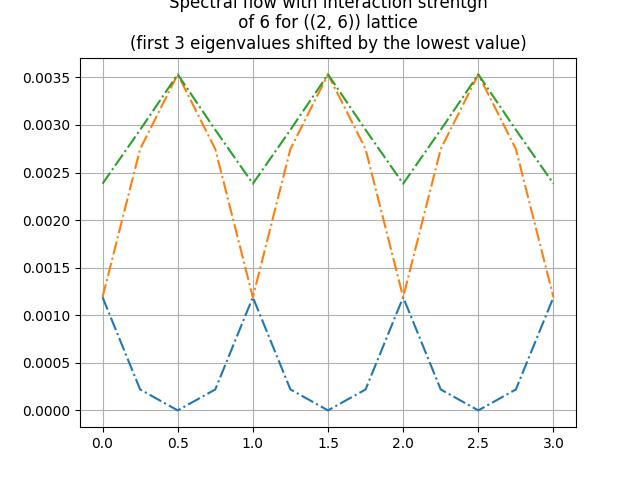 Spectral flow with interaction strentgh
of 6 for ((2, 6)) lattice
(first 3 eigenvalues shifted by the lowest value)
0.0035
0.0030
0.0025
0.0020
0.0015
0.0010
0.0005
0.0000
0.0 0.5 1.0 1.5 2.0 2.5 3.0